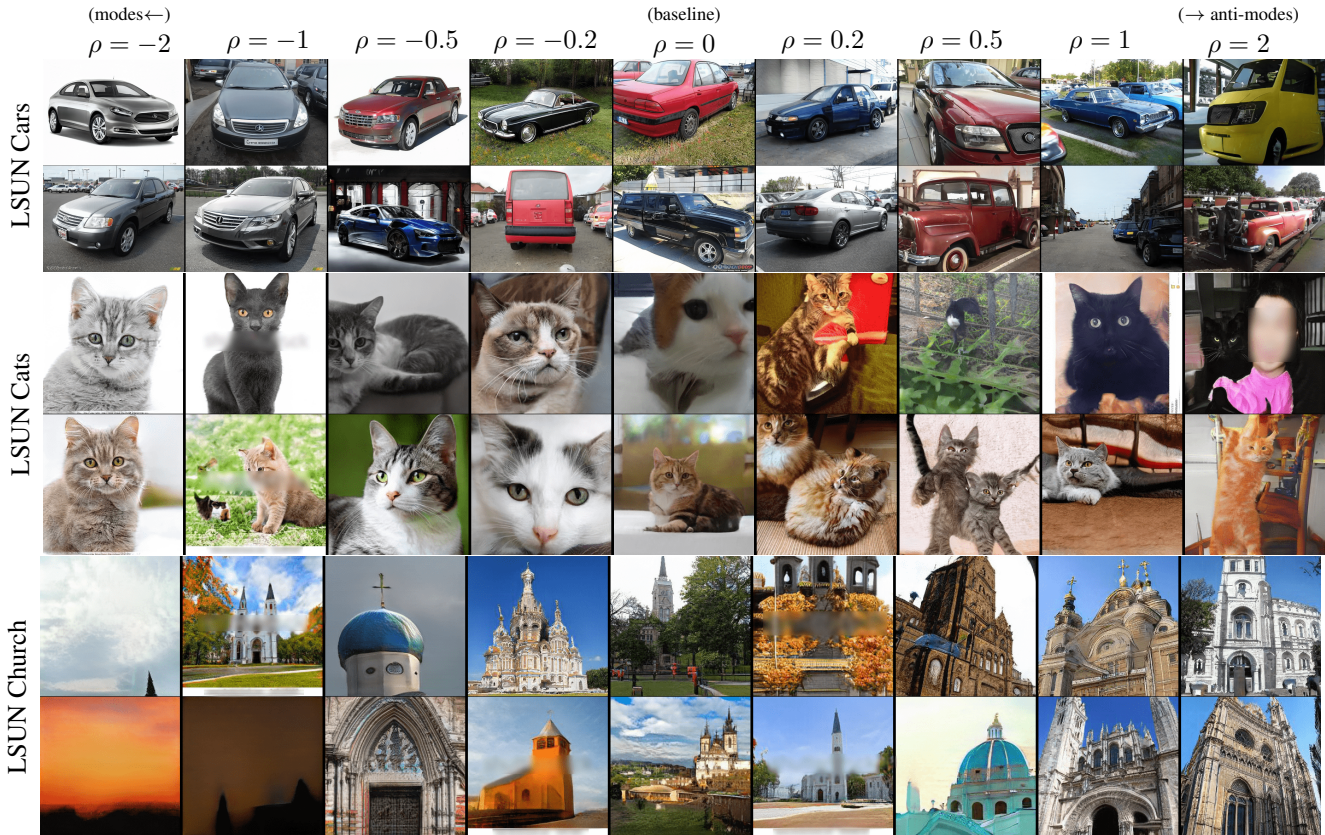 (modes←) (baseline) (→ anti-modes)
ρ = −2 ρ = −1 ρ = −0.5 ρ = −0.2 ρ = 0 ρ = 0.2 ρ = 0.5 ρ = 1 ρ = 2
LSUN Cars
LSUN Cats
LSUN Church